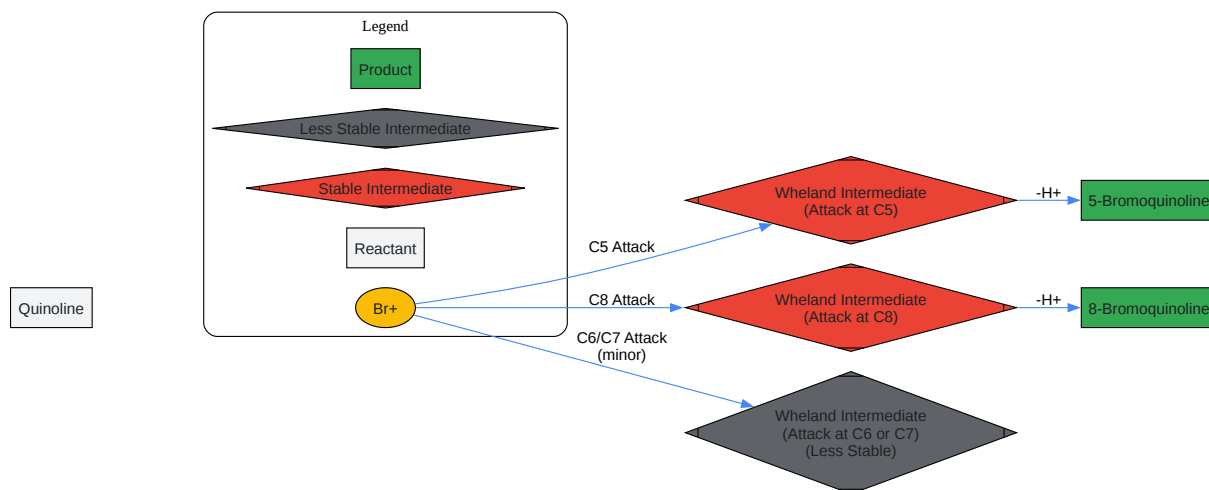 Legend
Product
Less Stable Intermediate
Stable Intermediate
Reactant
Quinoline
Br+
C5 Attack
C8 Attack
C6/C7 Attack
(minor)
Wheland Intermediate
(Attack at C5)
-H+
5-Bromoquinoline
Wheland Intermediate
(Attack at C8)
-H+
8-Bromoquinoline
Wheland Intermediate
(Attack at C6 or C7)
(Less Stable)